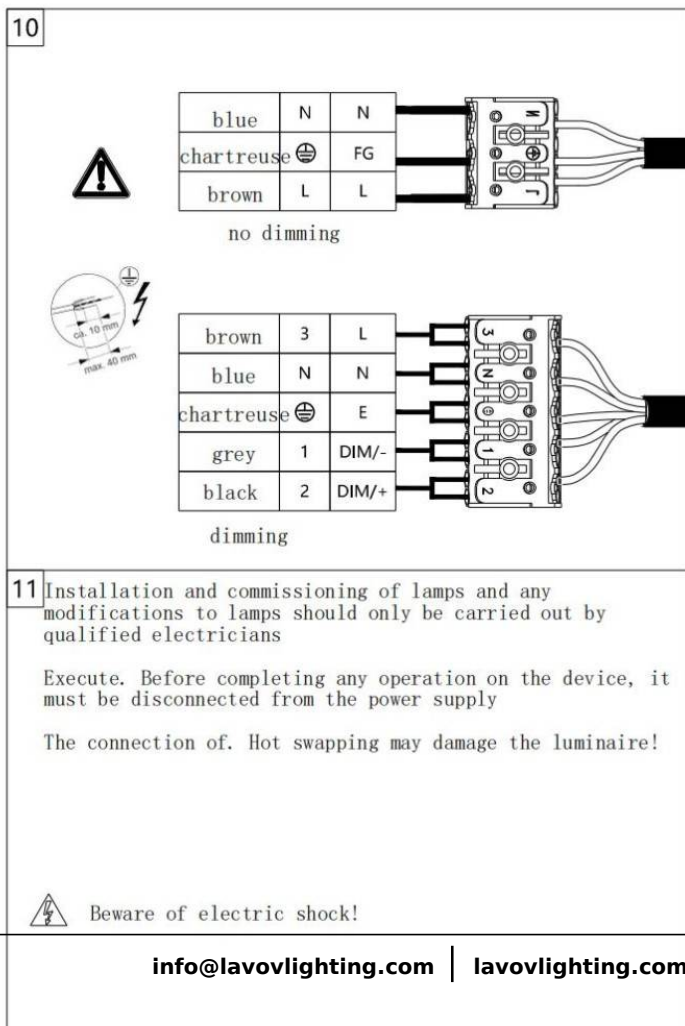 10
blue N N
chartreuse FG
brown L L
no dimming
ca. 10 mm
max. 40 mm
N
L
brown 3 L
blue N N
chartreuse E
grey 1 DIM/-
black 2 DIM/+
dimming
3
N
1
2
11
Installation and commissioning of lamps and any
modifications to lamps should only be carried out by
qualified electricians
Execute. Before completing any operation on the device, it
must be disconnected from the power supply
The connection of. Hot swapping may damage the luminaire!
Beware of electric shock!
info@lavovlighting.com | lavovlighting.com